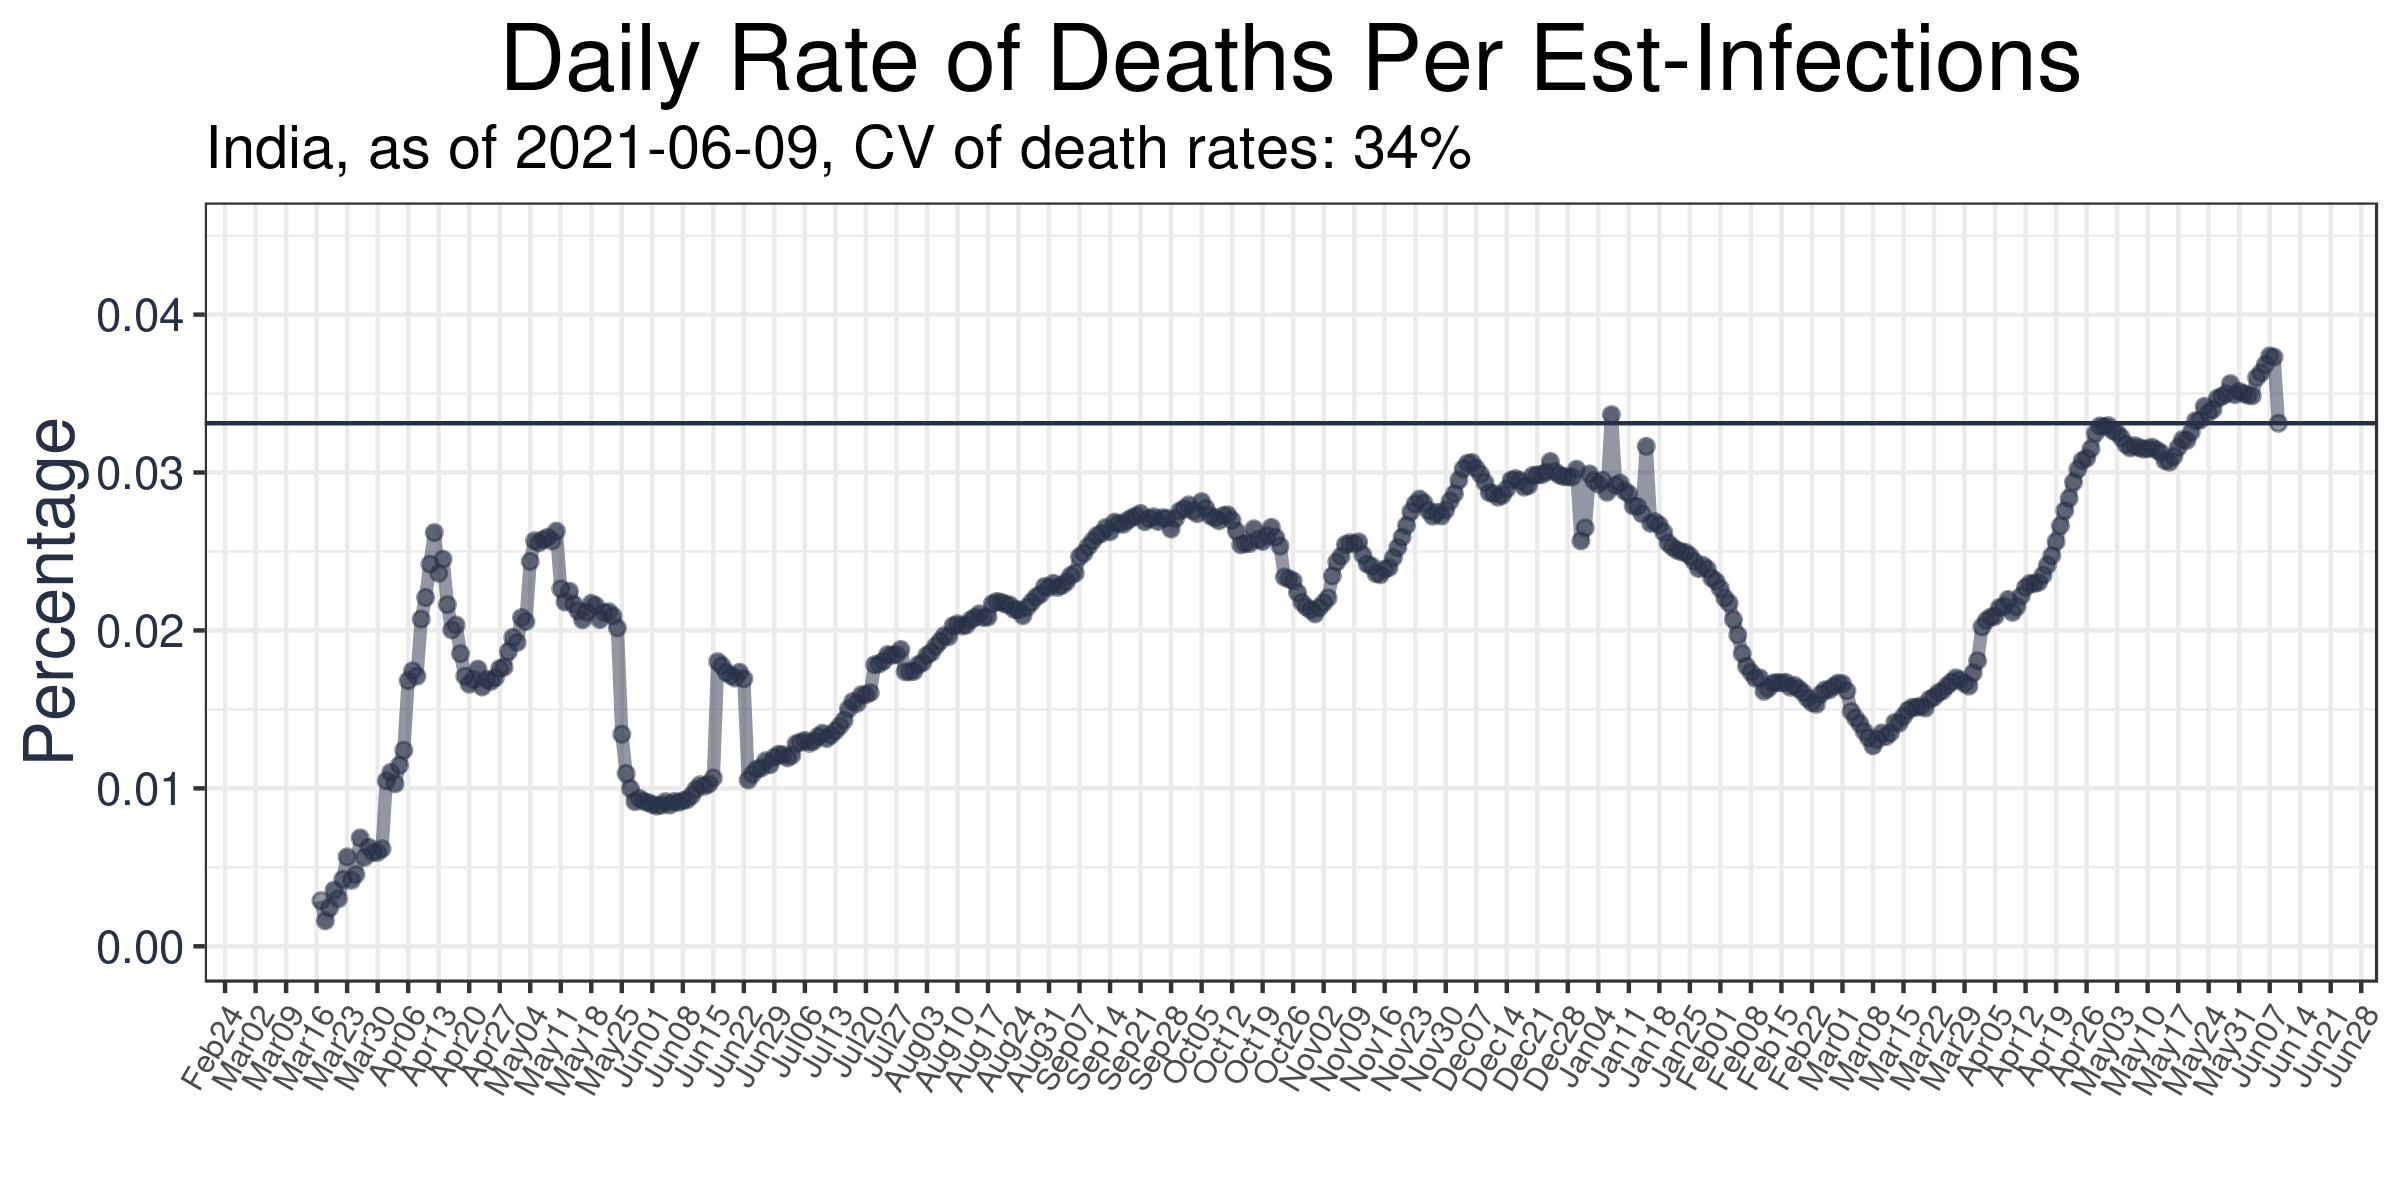 Daily Rate of Deaths Per Est-Infections
India, as of 2021-06-09, CV of death rates: 34%
Percentage
0.04
0.03
0.02
0.01
0.00
Feb24
Mar02
Mar09
Mar16
Mar23
Mar30
Apr06
Apr13
Apr20
Apr27
May04
May11
May18
May25
Jun01
Jun08
Jun15
Jun22
Jun29
Jul06
Jul13
Jul20
Jul27
Aug03
Aug10
Aug17
Aug24
Aug31
Sep07
Sep14
Sep21
Sep28
Oct05
Oct12
Oct19
Oct26
Nov02
Nov09
Nov16
Nov23
Nov30
Dec07
Dec14
Dec21
Dec28
Jan04
Jan11
Jan18
Jan25
Feb01
Feb08
Feb15
Feb22
Mar01
Mar08
Mar15
Mar22
Mar29
Apr05
Apr12
Apr19
Apr26
May03
May10
May17
May24
May31
Jun07
Jun14
Jun21
Jun28